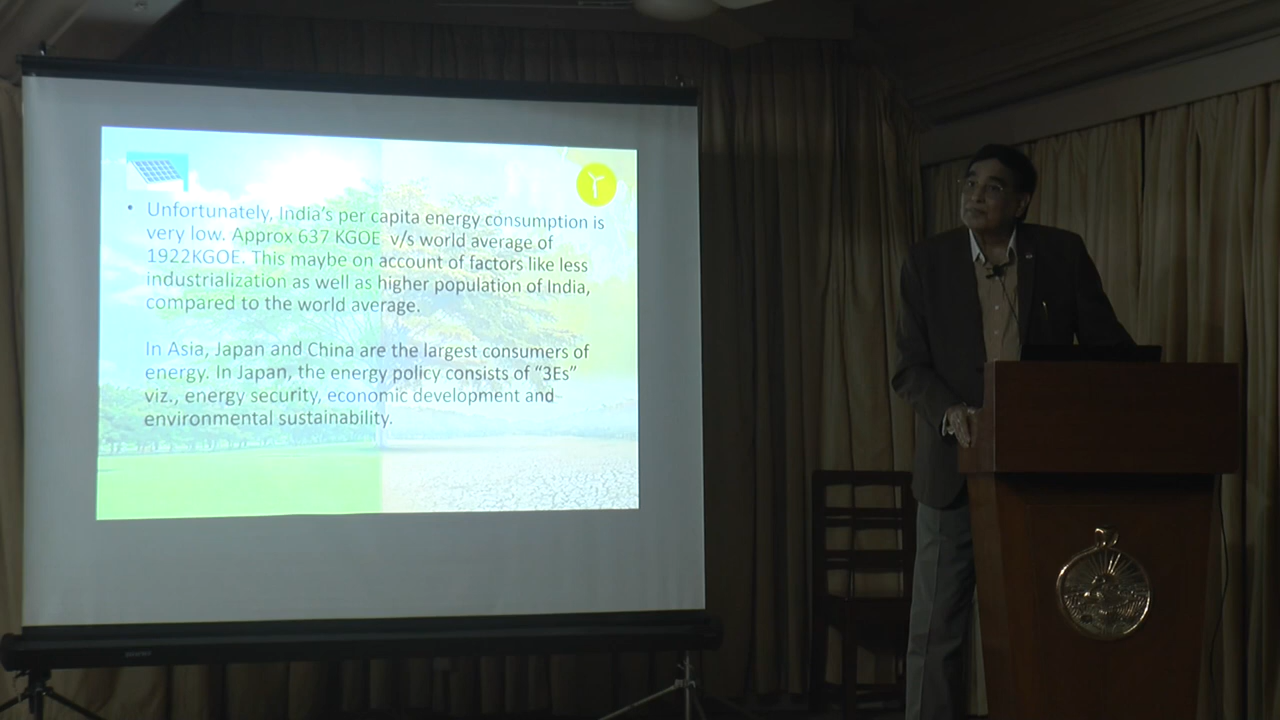 • Unfortunately, India's per capita energy consumption is
very low. Approx 637 KGOE v/s world average of
1922KGOE. This maybe on account of factors like less
industrialization as well as higher population of India,
compared to the world average.
In Asia, Japan and China are the largest consumers of
energy. In Japan, the energy policy consists of "3Es"
viz., energy security, economic development and
environmental sustainability.